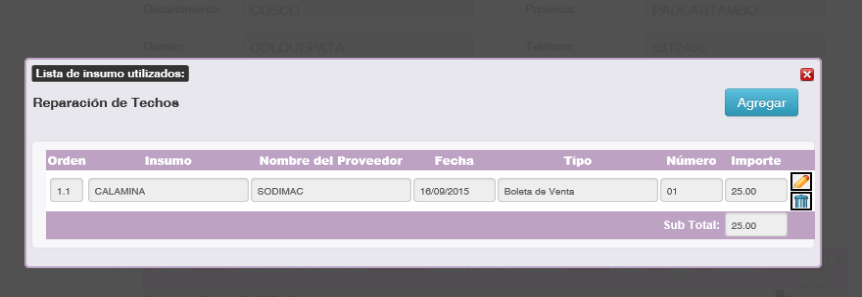 Departamento: CUSCO Provincia: PAUCARTAMBO
Distrito: COLQUEPATA Teléfono: 5312456
Lista de insumo utilizados:
Reparación de Techos
Agregar
Orden Insumo Nombre del Proveedor Fecha Tipo Número Importe
1.1 CALAMINA SODIMAC 16/09/2015 Boleta de Venta 01 25.00
Sub Total: 25.00